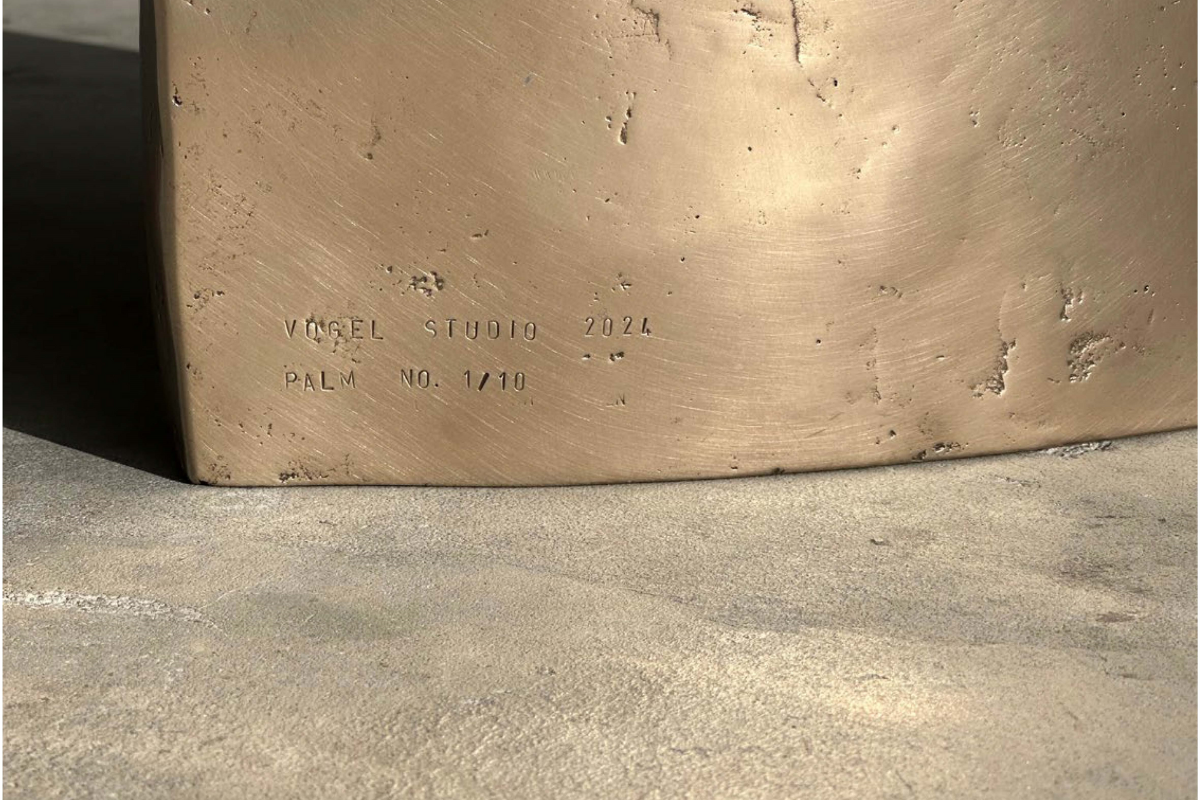 VOGEL STUDIO 2024
PALM NO. 1/10